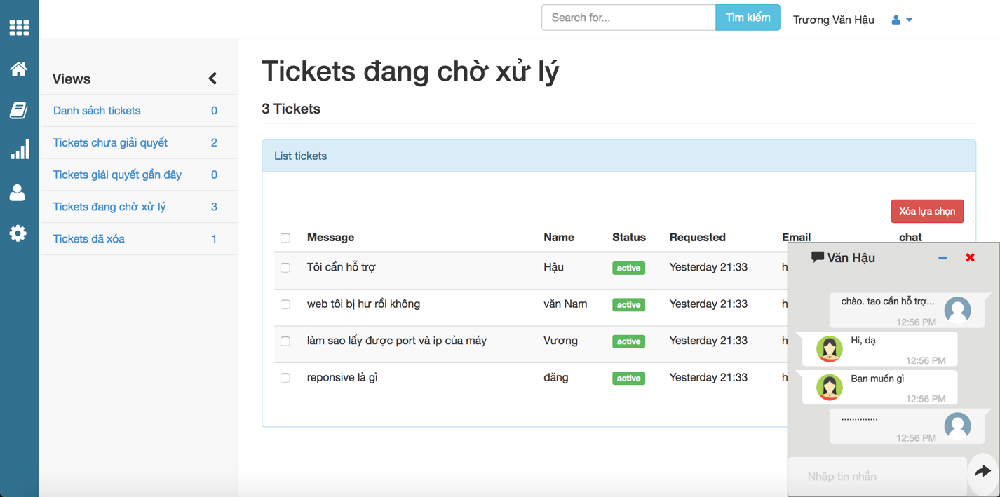 Search for...
Tìm kiếm
Trương Văn Hậu
Views
Danh sách tickets 0
Tickets chưa giải quyết 2
Tickets giải quyết gần đây 0
Tickets đang chờ xử lý 3
Tickets đã xóa 1
Tickets đang chờ xử lý
3 Tickets
List tickets
Xóa lựa chọn
Message Name Status Requested Email chat
Tôi cần hỗ trợ Hậu active Yesterday 21:33 h
web tôi bị hư rồi không văn Nam active Yesterday 21:33 h
làm sao lấy được port và ip của máy Vương active Yesterday 21:33 h
reponsive là gì đăng active Yesterday 21:33 h
Văn Hậu
chào. tao cần hỗ trợ...
12:56 PM
Hi, dạ
12:56 PM
Bạn muốn gì
12:56 PM
..............
12:56 PM
Nhập tin nhắn